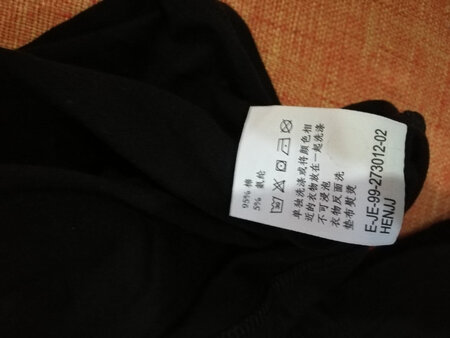 95% 棉
5% 氨纶
30
单独洗涤或将颜色相
近的衣物放在一起洗涤
不可浸泡
衣物反面洗
垫布熨烫
E-JE-99-273012-02
HENJJ